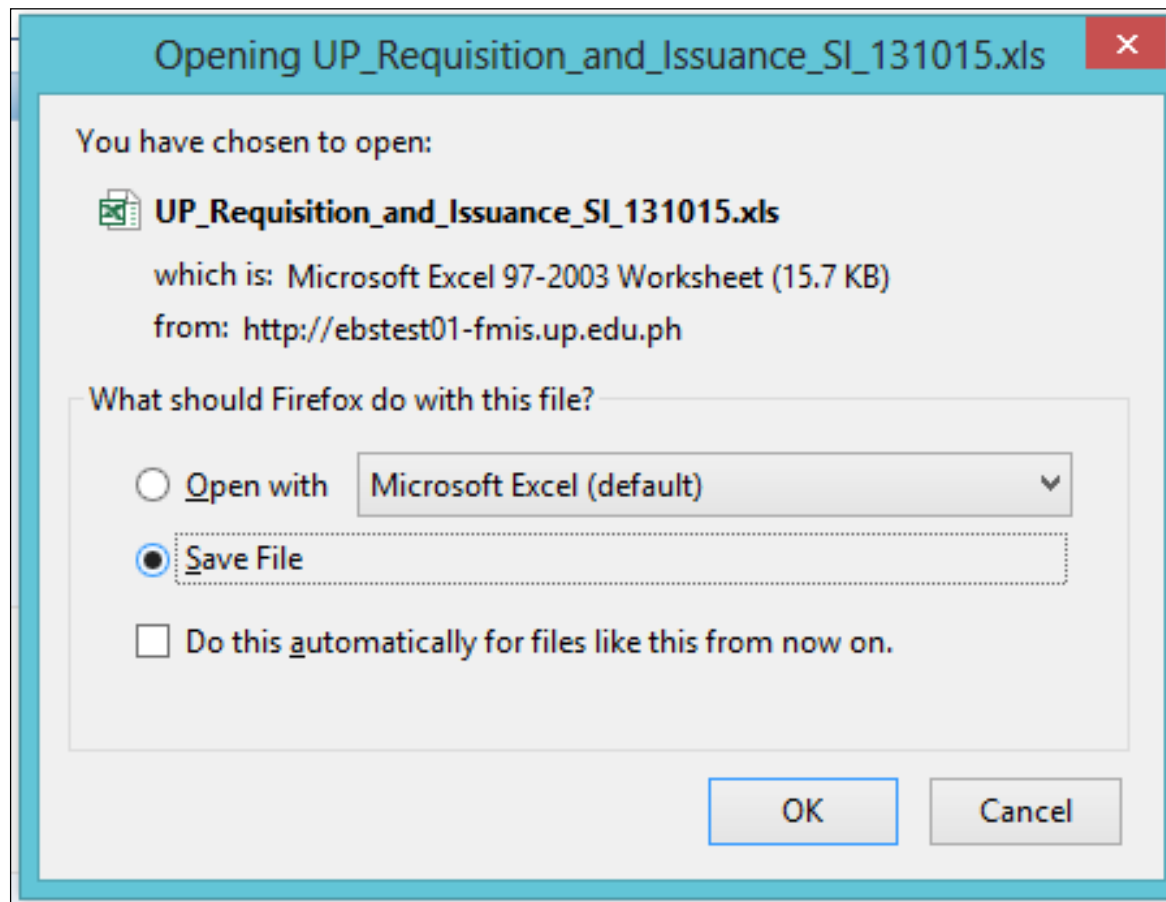 Opening UP_Requisition_and_Issuance_SI_131015.xls
You have chosen to open:
UP_Requisition_and_Issuance_SI_131015.xls
which is: Microsoft Excel 97-2003 Worksheet (15.7 KB)
from: http://ebstest01-fmis.up.edu.ph
What should Firefox do with this file?
Open with Microsoft Excel (default)
Save File
Do this automatically for files like this from now on.
OK Cancel